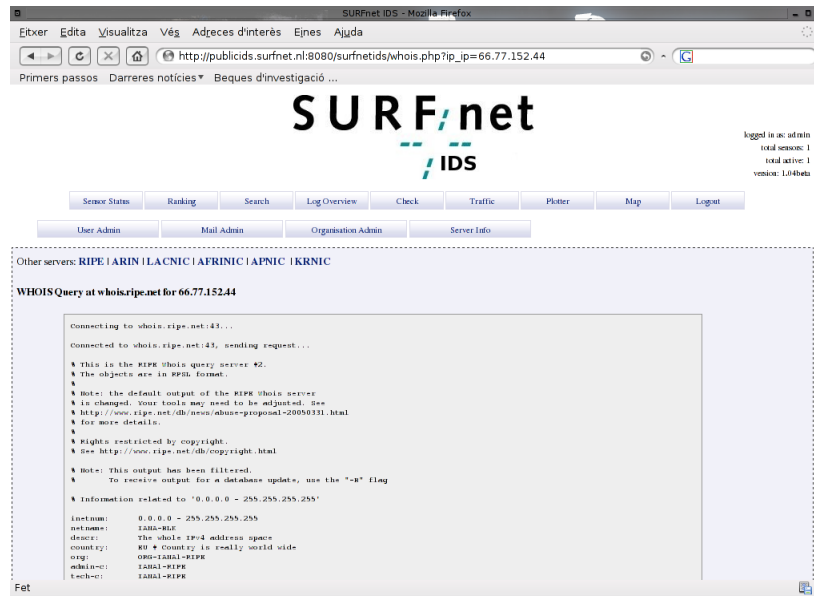 SURFnet IDS - Mozilla Firefox
Eitxer Edita Visualitza Vés Adreces d'interès Eines Ajuda
http://publicids.surfnet.nl:8080/surfnetids/whois.php?ip_ip=66.77.152.44
G
Primers passos Darreres notícies Beques d'investigació ...
SURFnet
IDS
logged in as: admin
total sensors: 1
total active: 1
version: 1.04beta
Sensor Status Ranking Search Log Overview Check Traffic Plotter Map Logout
User Admin Mail Admin Organisation Admin Server Info
Other servers: RIPE | ARIN | LACNIC | AFRINIC | APNIC | KRNIC
WHOIS Query at whois.ripe.net for 66.77.152.44
Connecting to whois.ripe.net:43...
Connected to whois.ripe.net:43, sending request...
% This is the RIPE Whois query server #2.
% The objects are in RPSL format.
%
% Note: the default output of the RIPE Whois server
% is changed. Your tools may need to be adjusted. See
% http://www.ripe.net/db/news/abuse-proposal-20050331.html
% for more details.
%
% Rights restricted by copyright.
% See http://www.ripe.net/db/copyright.html
% Note: This output has been filtered.
% To receive output for a database update, use the "-B" flag
% Information related to '0.0.0.0 - 255.255.255.255'
inetnum: 0.0.0.0 - 255.255.255.255
netname: IANA-BLK
descr: The whole IPv4 address space
country: EU # Country is really world wide
org: ORG-IANA1-RIPE
admin-c: IANA1-RIPE
tech-c: IANA1-RIPE
Fet